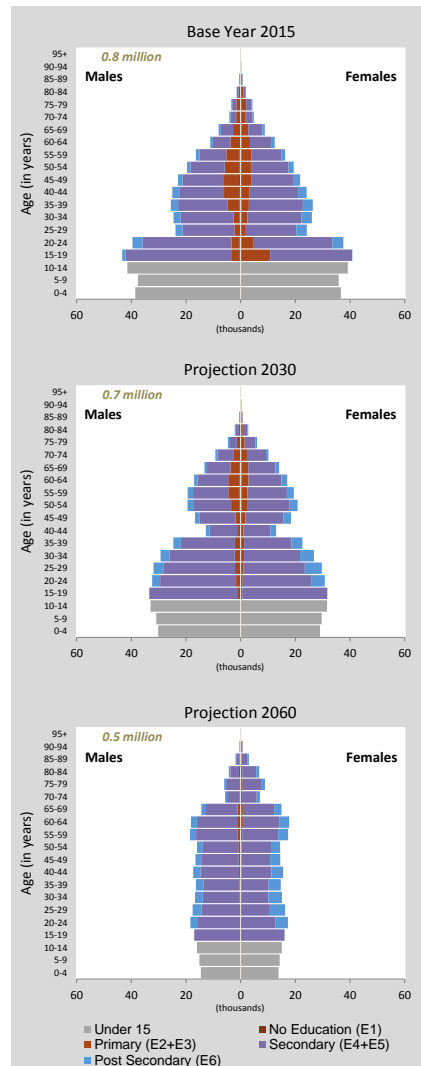 Base Year 2015
0.8 million
Males
Females
Age (in years)
95+
90-94
85-89
80-84
75-79
70-74
65-69
60-64
55-59
50-54
45-49
40-44
35-39
30-34
25-29
20-24
15-19
10-14
5-9
0-4
60 40 20 0 20 40 60
(thousands)
Projection 2030
0.7 million
Males
Females
Age (in years)
95+
90-94
85-89
80-84
75-79
70-74
65-69
60-64
55-59
50-54
45-49
40-44
35-39
30-34
25-29
20-24
15-19
10-14
5-9
0-4
60 40 20 0 20 40 60
(thousands)
Projection 2060
0.5 million
Males
Females
Age (in years)
95+
90-94
85-89
80-84
75-79
70-74
65-69
60-64
55-59
50-54
45-49
40-44
35-39
30-34
25-29
20-24
15-19
10-14
5-9
0-4
60 40 20 0 20 40 60
(thousands)
Under 15
No Education (E1)
Primary (E2+E3)
Secondary (E4+E5)
Post Secondary (E6)